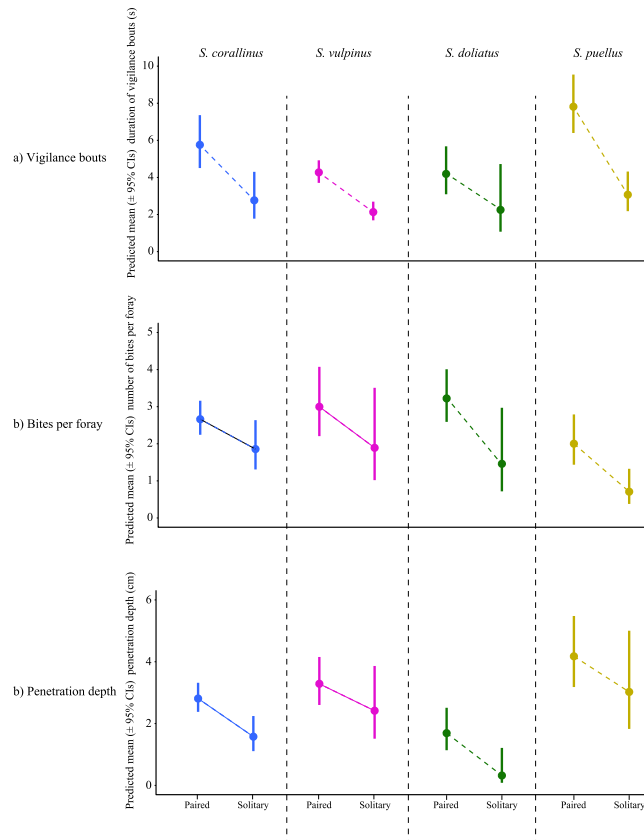 S. corallinus S. vulpinus S. doliatus S. puellus
a) Vigilance bouts
Predicted mean (± 95% CIs) duration of vigilance bouts (s)
10
8
6
4
2
0
b) Bites per foray
Predicted mean (± 95% CIs) number of bites per foray
5
4
3
2
1
0
b) Penetration depth
Predicted mean (± 95% CIs) penetration depth (cm)
6
4
2
0
Paired Solitary Paired Solitary Paired Solitary Paired Solitary